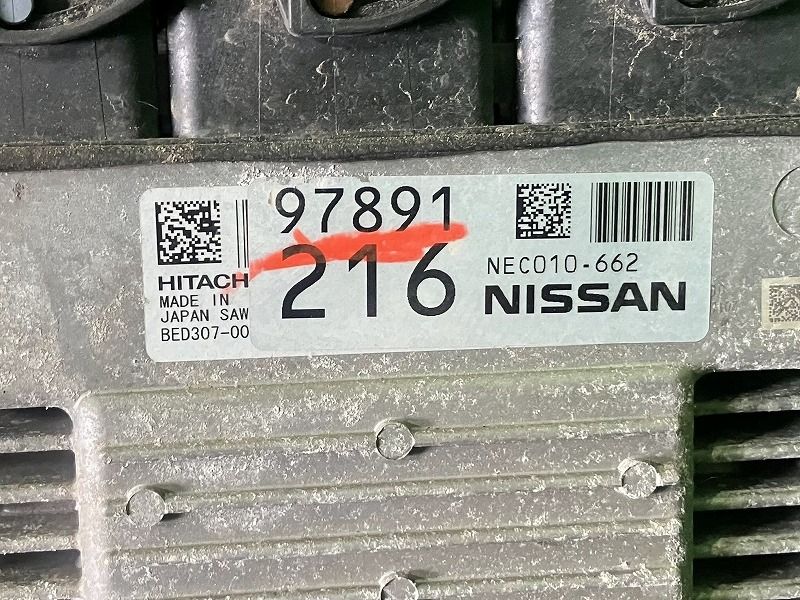 97891
216
HITACH
MADE IN
JAPAN SAW
BED307-00
NEC010-662
NISSAN